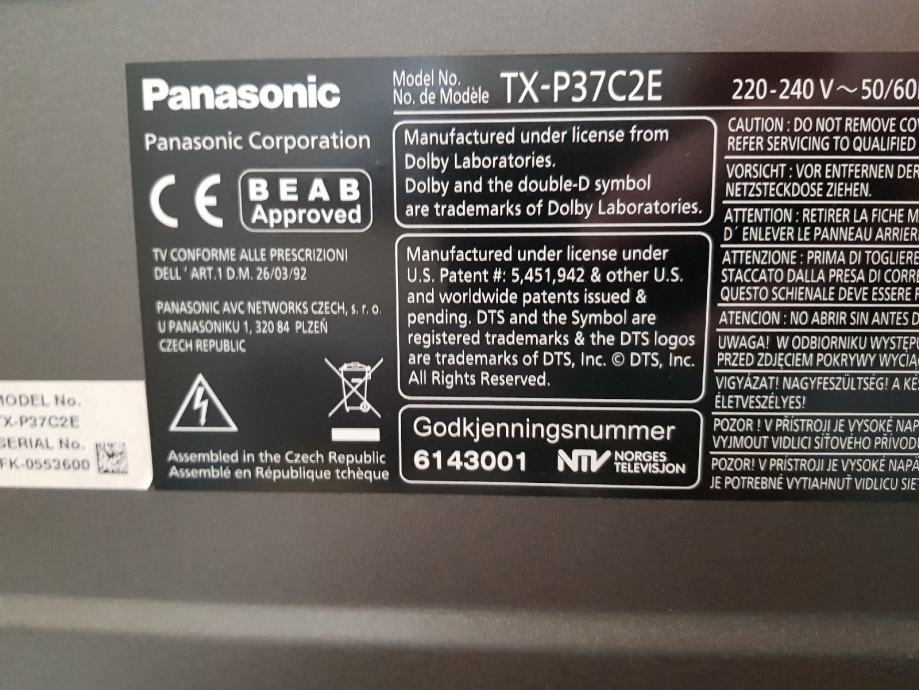 Panasonic
Model No.
No. de Modèle TX-P37C2E
220-240 V～50/60
Panasonic Corporation
CE
BEAB
Approved
TV CONFORME ALLE PRESCRIZIONI
DELL ' ART.1 D.M. 26/03/92
PANASONIC AVC NETWORKS CZECH, s. r. o.
U PANASONIKU 1, 320 84 PLZEŇ
CZECH REPUBLIC
Assembled in the Czech Republic
Assemblé en République tchèque
Manufactured under license from
Dolby Laboratories.
Dolby and the double-D symbol
are trademarks of Dolby Laboratories.
Manufactured under license under
U.S. Patent #: 5,451,942 & other U.S.
and worldwide patents issued &
pending. DTS and the Symbol are
registered trademarks & the DTS logos
are trademarks of DTS, Inc. © DTS, Inc.
All Rights Reserved.
Godkjenningsnummer
6143001 NTV NORGES
TELEVISJON
CAUTION : DO NOT REMOVE
REFER SERVICING TO QUALIFIED
VORSICHT : VOR ENTFERNEN DER
NETZSTECKDOSE ZIEHEN.
ATTENTION : RETIRER LA FICHE
D´ ENLEVER LE PANNEAU
ATTENZIONE : PRIMA DI TOGLIERE
STACCATO DALLA PRESA DI
QUESTO SCHIENALE DEVE ESSERE
ATENCION : NO ABRIR SIN ANTES
UWAGA! W ODBIORNIKU
PRZED ZDJĘCIEM POKRYWY
VIGYÁZAT! NAGYFESZÜLTSÉG! A
ÉLETVESZÉLYES!
POZOR ! V PŘÍSTROJI JE VYSOKÉ
VYJMOUT VIDLICI SÍŤOVÉHO
POZOR! V PRÍSTROJI JE VYSOKÉ
JE POTREBNÉ VYTIAHNUŤ VIDLICU
MODEL No.
TX-P37C2E
SERIAL No.
FK-0553600